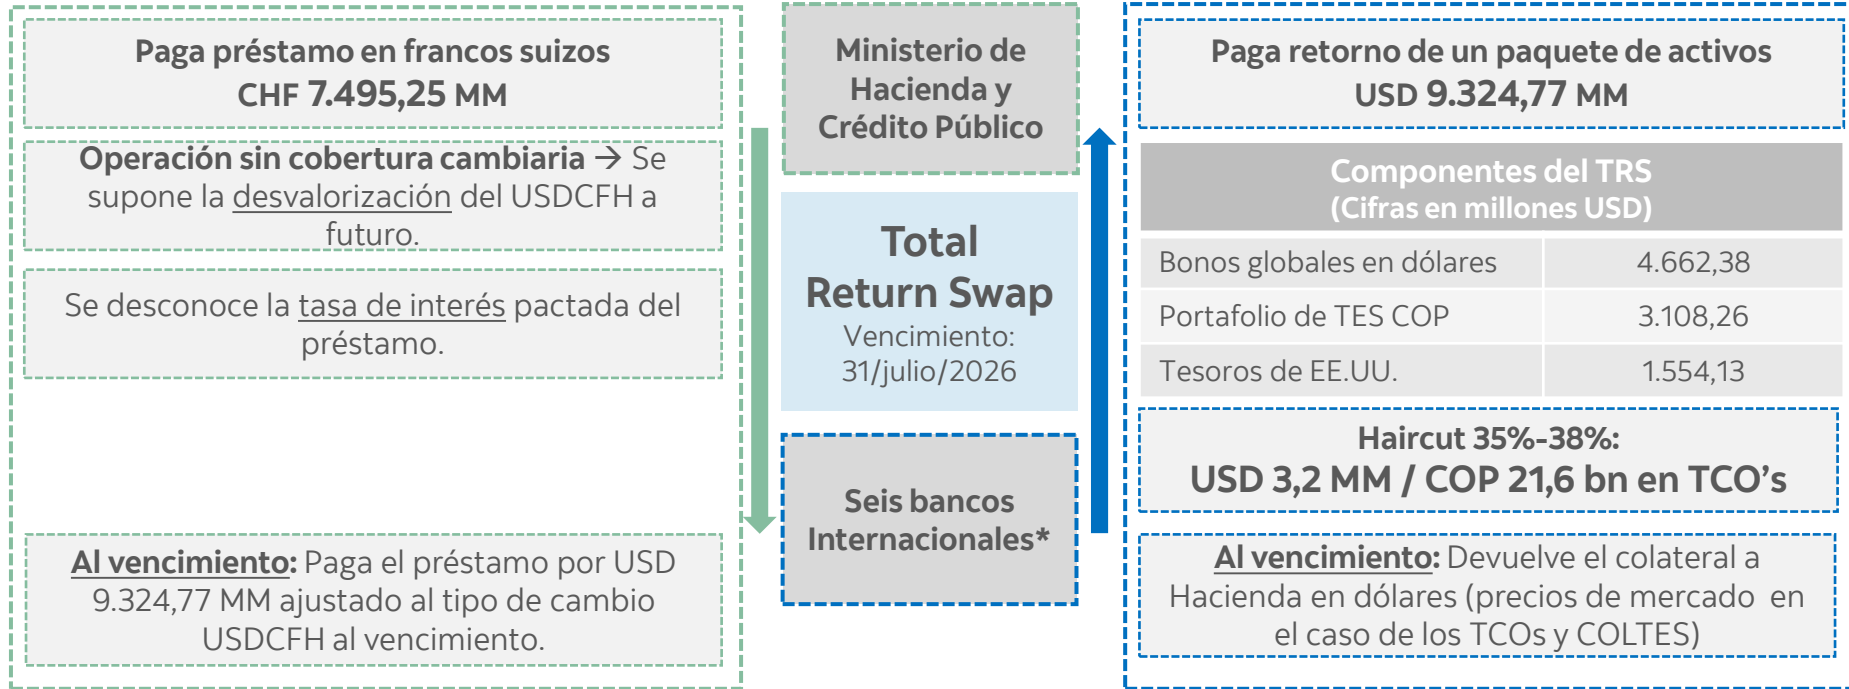 Paga préstamo en francos suizos
CHF 7.495,25 MM
Operación sin cobertura cambiaria → Se
supone la desvalorización del USDCFH a
futuro.
Se desconoce la tasa de interés pactada del
préstamo.
Al vencimiento: Paga el préstamo por USD
9.324,77 MM ajustado al tipo de cambio
USDCFH al vencimiento.
Ministerio de
Hacienda y
Crédito Público
Total
Return Swap
Vencimiento:
31/julio/2026
Seis bancos
Internacionales*
Paga retorno de un paquete de activos
USD 9.324,77 MM
Componentes del TRS
(Cifras en millones USD)
Bonos globales en dólares 4.662,38
Portafolio de TES COP 3.108,26
Tesoros de EE.UU. 1.554,13
Haircut 35%-38%:
USD 3,2 MM / COP 21,6 bn en TCO's
Al vencimiento: Devuelve el colateral a
Hacienda en dólares (precios de mercado en
el caso de los TCOs y COLTES)